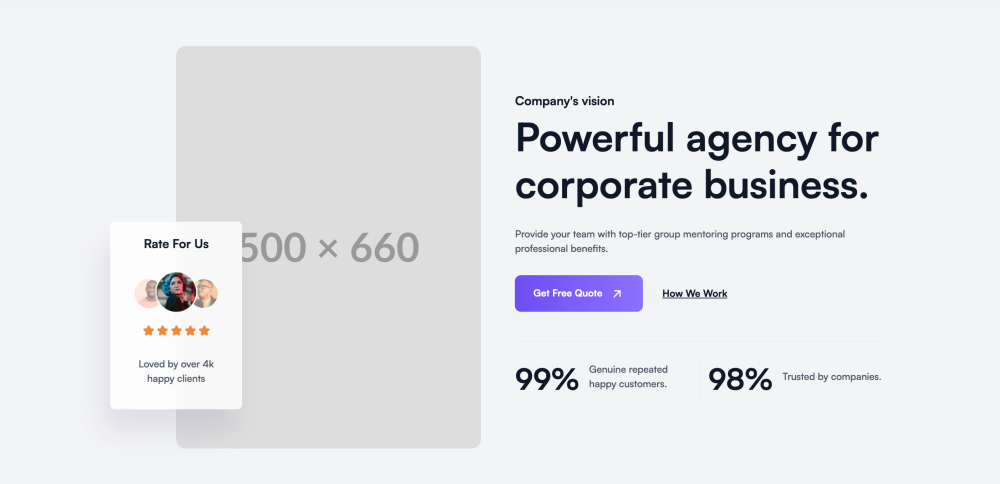 500 × 660
Rate For Us
Loved by over 4k
happy clients
Company's vision
Powerful agency for
corporate business.
Provide your team with top-tier group mentoring programs and exceptional
professional benefits.
Get Free Quote
How We Work
99%
Genuine repeated
happy customers.
98%
Trusted by companies.